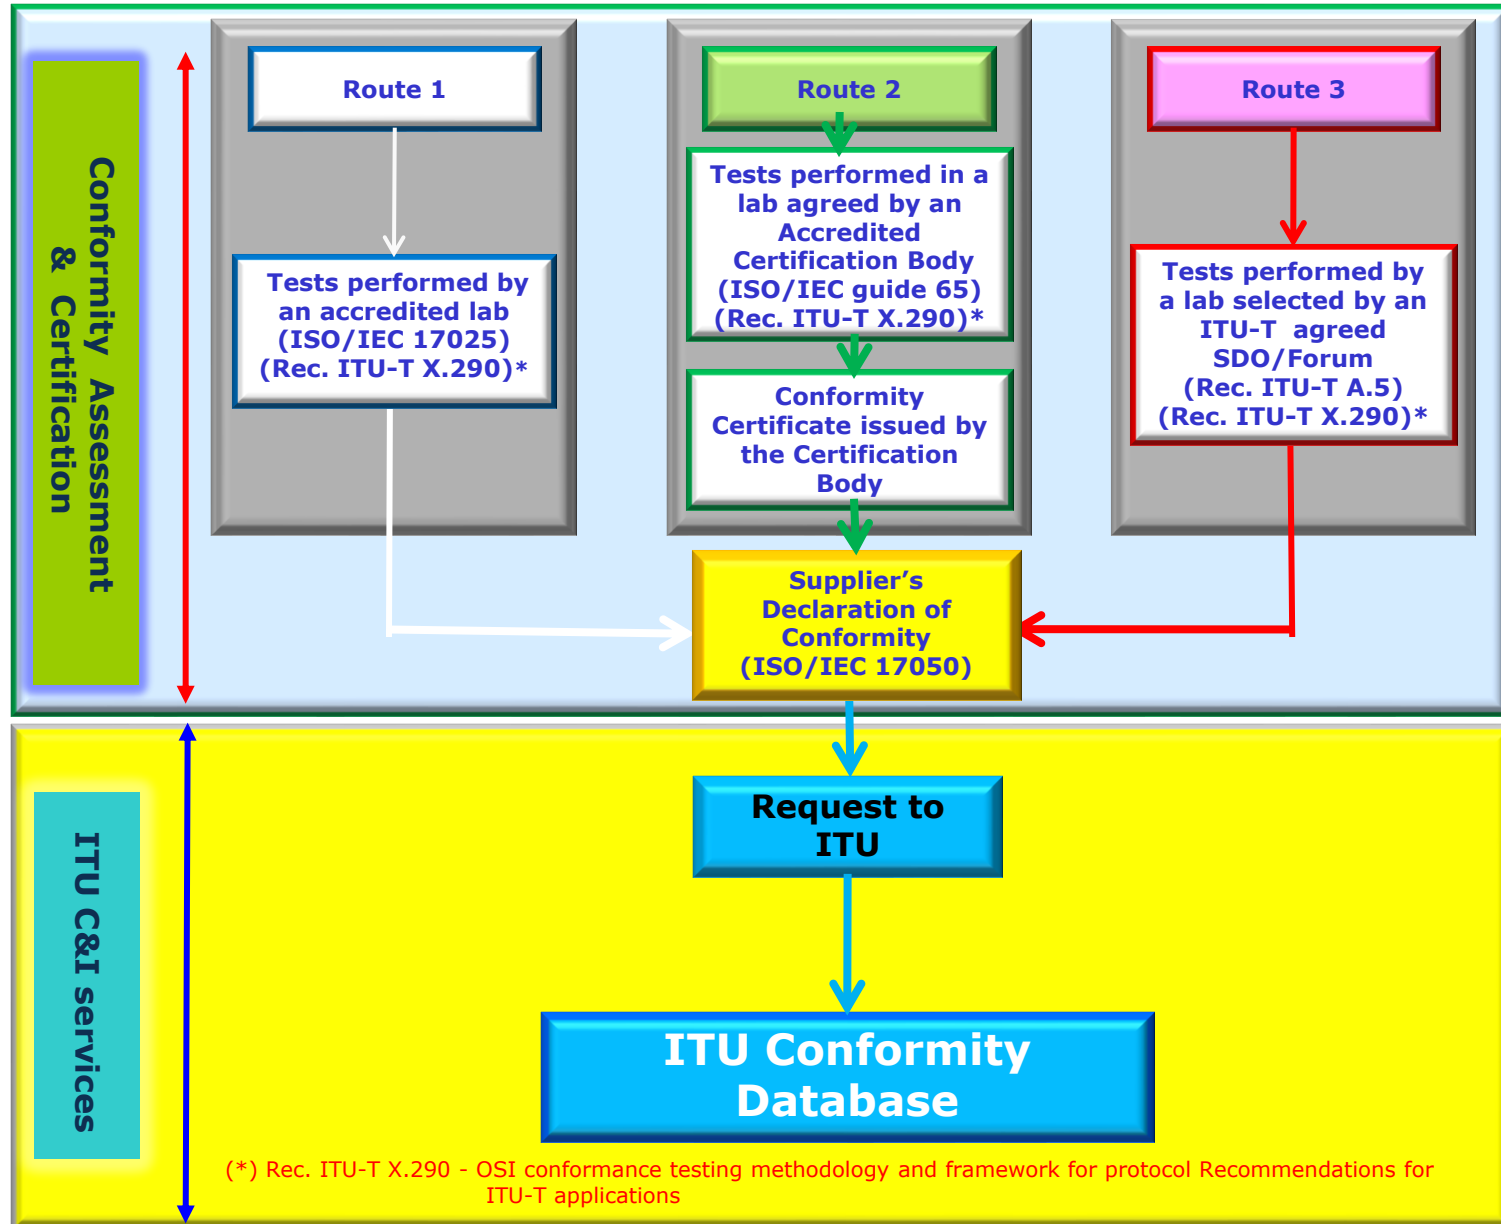 Conformity Assessment
& Certification
Route 1
Tests performed by
an accredited lab
(ISO/IEC 17025)
(Rec. ITU-T X.290)*
Route 2
Tests performed in a
lab agreed by an
Accredited
Certification Body
(ISO/IEC guide 65)
(Rec. ITU-T X.290)*
Conformity
Certificate issued by
the Certification
Body
Route 3
Tests performed by
a lab selected by an
ITU-T agreed
SDO/Forum
(Rec. ITU-T A.5)
(Rec. ITU-T X.290)*
Supplier’s
Declaration of
Conformity
(ISO/IEC 17050)
ITU C&I services
Request to
ITU
ITU Conformity
Database
(*) Rec. ITU-T X.290 - OSI conformance testing methodology and framework for protocol Recommendations for
ITU-T applications